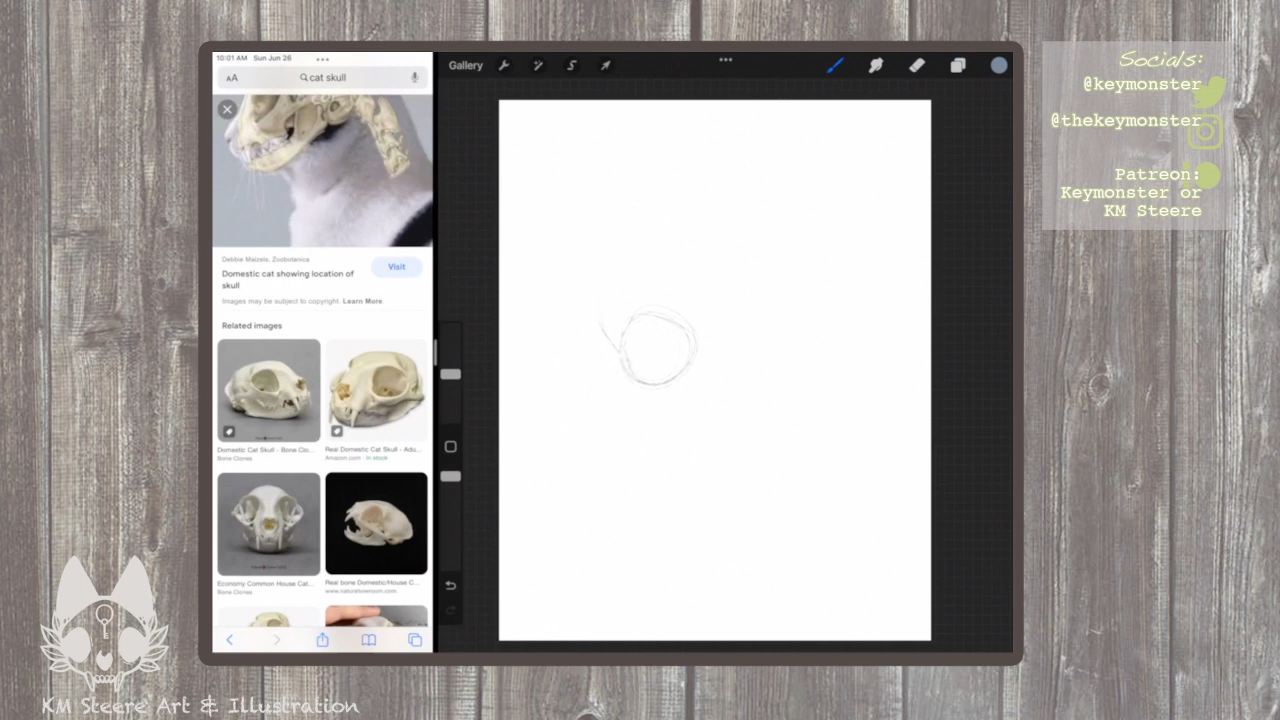 10:01 AM Sun Jun 26
AA
cat skull
Debbie Maizels, Zoobotanica
Domestic cat showing location of
skull
Visit
Images may be subject to copyright. Learn More
Related images
Domestic Cat Skull - Bone Clo...
Bone Clones
Real Domestic Cat Skull - Adu...
Amazon.com · In stock
Economy Common House Cat...
Bone Clones
Real bone Domestic/House C...
www.naturalselroom.com
Gallery
Socials:
@keymonster
@thekeymonster
Patreon:
Keymonster or
KM Steere
KM Steere Art & Illustration